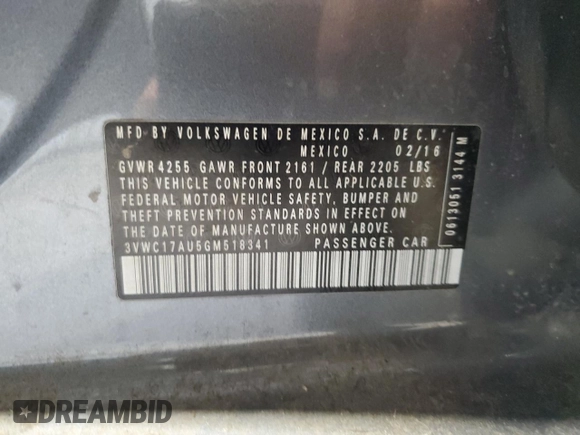 MFD BY VOLKSWAGEN DE MEXICO S.A. DE C.V.
MEXICO 02/16
GVWR 4255 GAWR FRONT 2161 / REAR 2205 LBS
THIS VEHICLE CONFORMS TO ALL APPLICABLE U.S.
FEDERAL MOTOR VEHICLE SAFETY, BUMPER AND
THEFT PREVENTION STANDARDS IN EFFECT ON THE
DATE OF MANUFACTURE SHOWN ABOVE.
3VWC17AU5GM518341 PASSENGER CAR
0613051 3144 M
DREAMBID